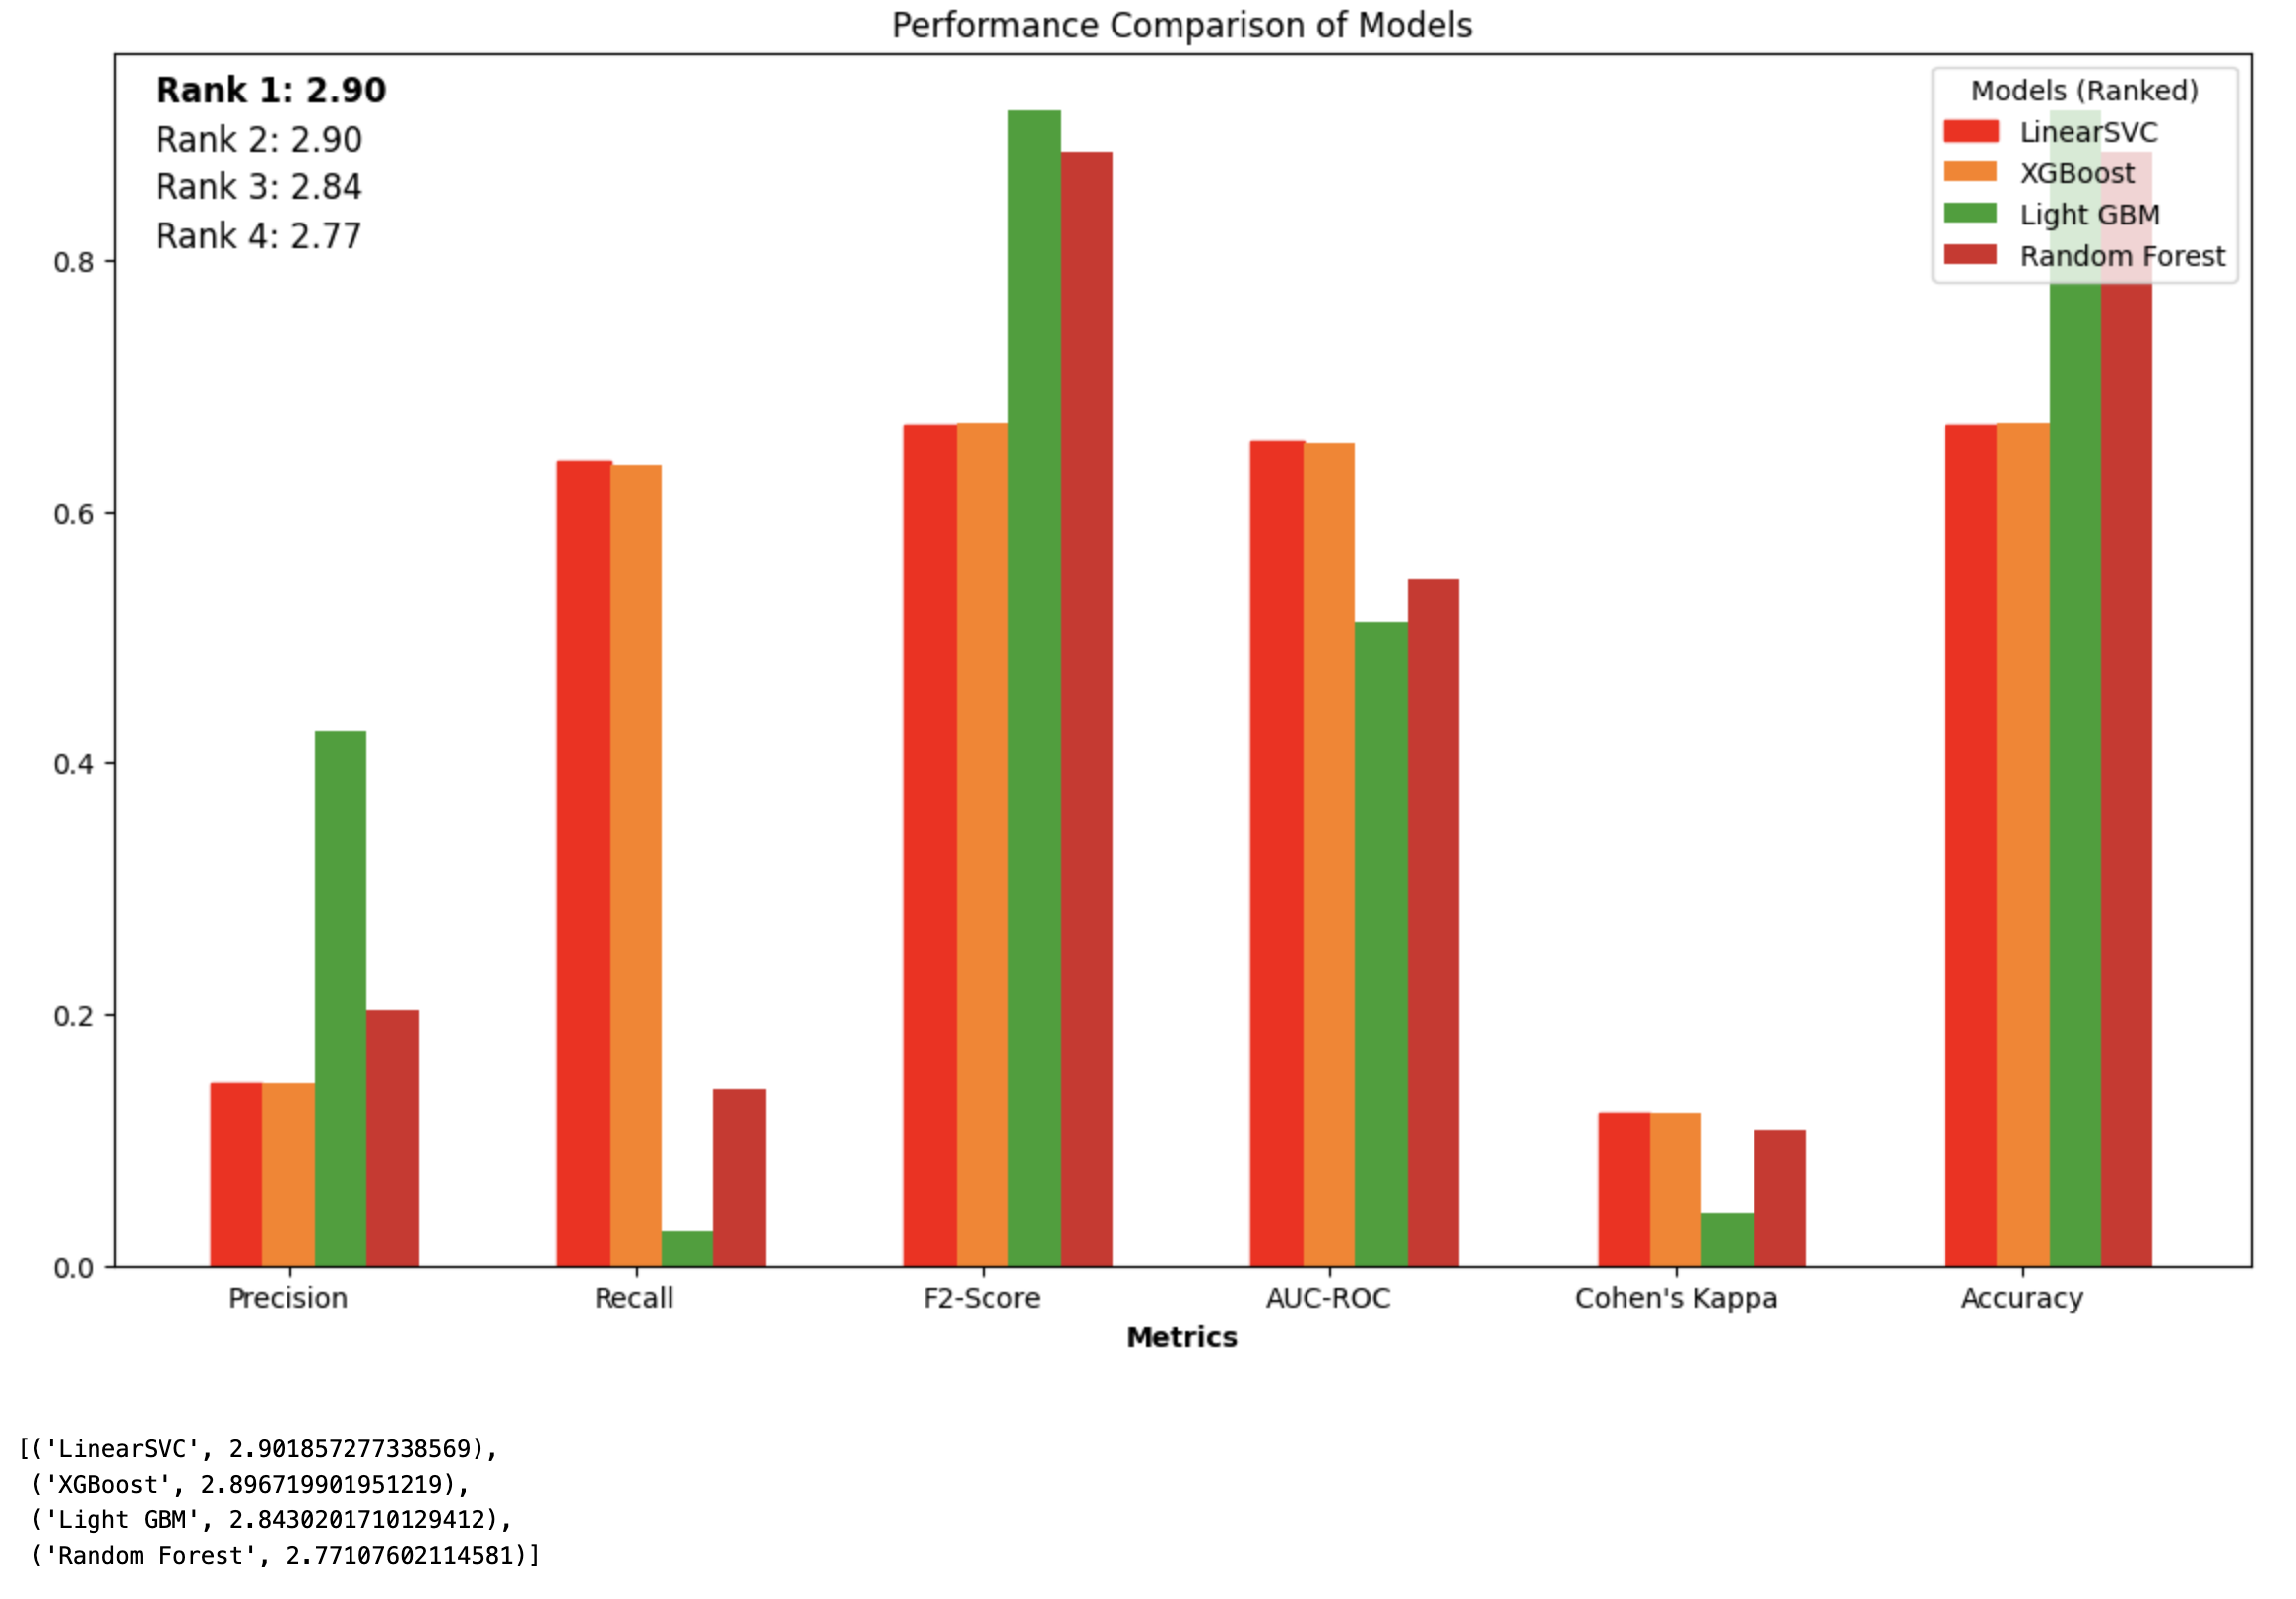 Performance Comparison of Models
Rank 1: 2.90
Rank 2: 2.90
Rank 3: 2.84
Rank 4: 2.77
Models (Ranked)
LinearSVC
XGBoost
Light GBM
Random Forest
0.8
0.6
0.4
0.2
0.0
Precision Recall F2-Score AUC-ROC Cohen's Kappa Accuracy
Metrics
[('LinearSVC', 2.901857277338569),
('XGBoost', 2.896719901951219),
('Light GBM', 2.8430201710129412),
('Random Forest', 2.77107602114581)]